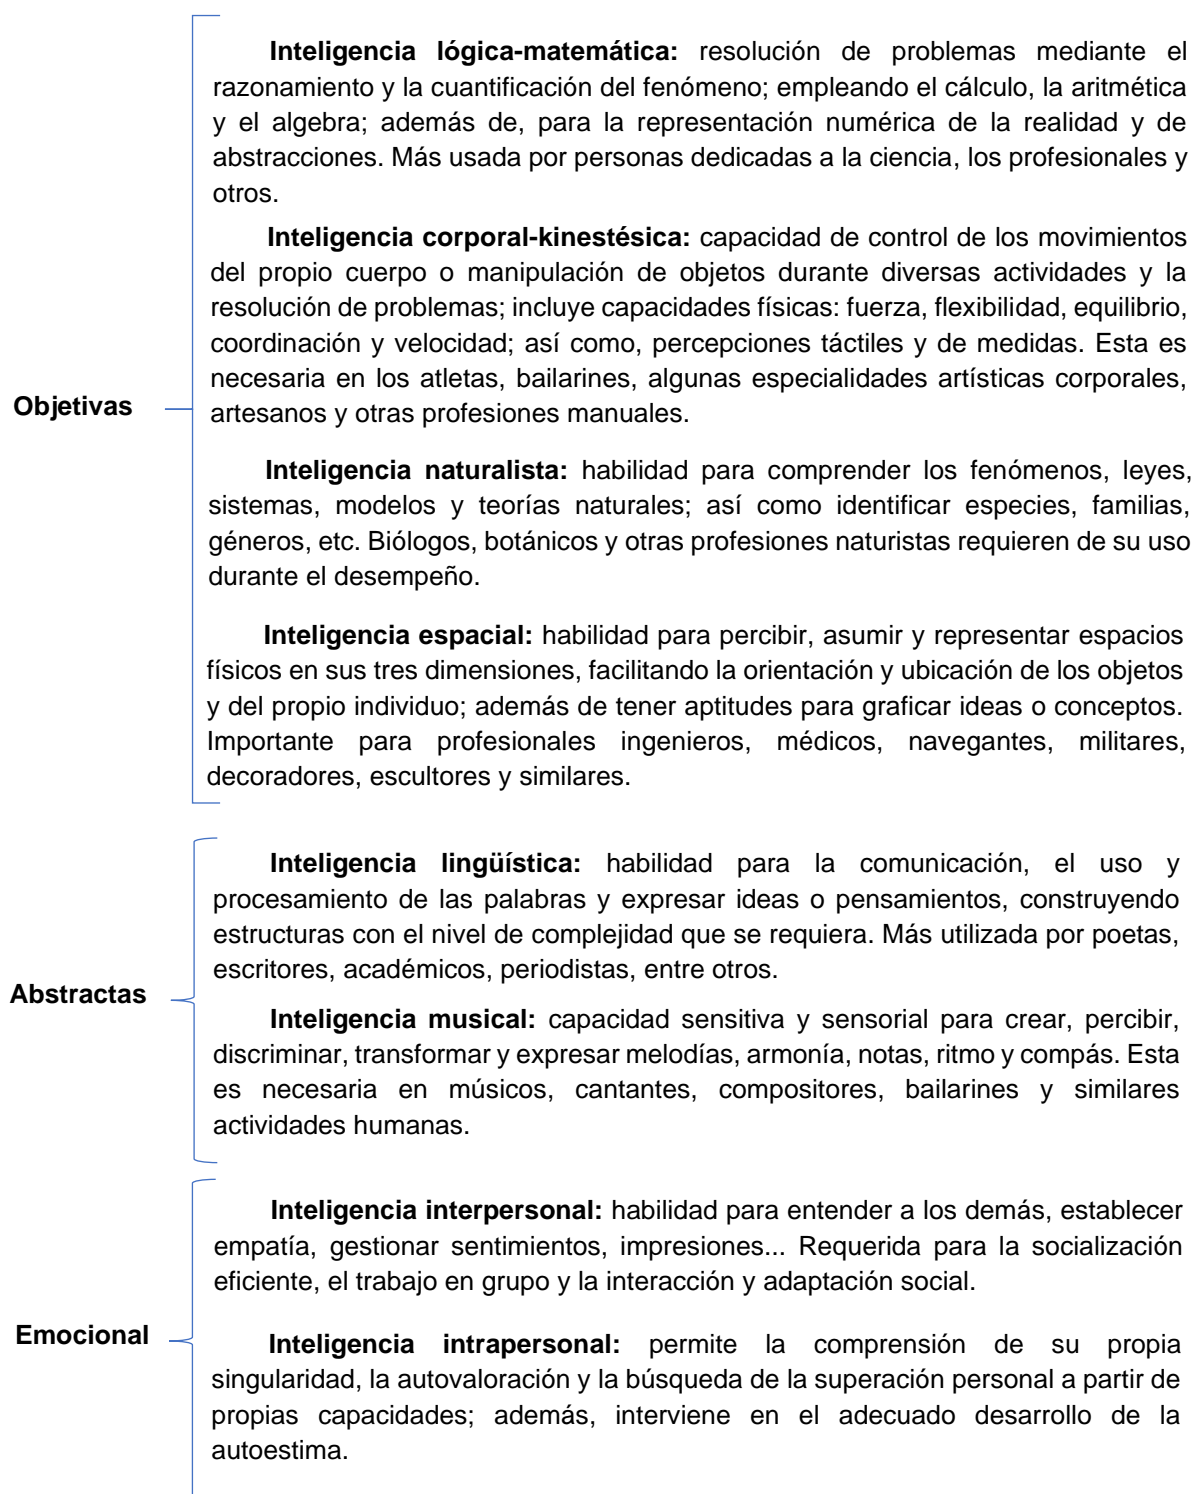 Inteligencia lógica-matemática: resolución de problemas mediante el
razonamiento y la cuantificación del fenómeno; empleando el cálculo, la aritmética
y el algebra; además de, para la representación numérica de la realidad y de
abstracciones. Más usada por personas dedicadas a la ciencia, los profesionales y
otros.
Inteligencia corporal-kinestésica: capacidad de control de los movimientos
del propio cuerpo o manipulación de objetos durante diversas actividades y la
resolución de problemas; incluye capacidades físicas: fuerza, flexibilidad, equilibrio,
coordinación y velocidad; así como, percepciones táctiles y de medidas. Esta es
necesaria en los atletas, bailarines, algunas especialidades artísticas corporales,
artesanos y otras profesiones manuales.
Objetivas
Inteligencia naturalista: habilidad para comprender los fenómenos, leyes,
sistemas, modelos y teorías naturales; así como identificar especies, familias,
géneros, etc. Biólogos, botánicos y otras profesiones naturistas requieren de su uso
durante el desempeño.
Inteligencia espacial: habilidad para percibir, asumir y representar espacios
físicos en sus tres dimensiones, facilitando la orientación y ubicación de los objetos
y del propio individuo; además de tener aptitudes para graficar ideas o conceptos.
Importante para profesionales ingenieros, médicos, navegantes, militares,
decoradores, escultores y similares.
Inteligencia lingüística: habilidad para la comunicación, el uso y
procesamiento de las palabras y expresar ideas o pensamientos, construyendo
estructuras con el nivel de complejidad que se requiera. Más utilizada por poetas,
escritores, académicos, periodistas, entre otros.
Abstractas
Inteligencia musical: capacidad sensitiva y sensorial para crear, percibir,
discriminar, transformar y expresar melodías, armonía, notas, ritmo y compás. Esta
es necesaria en músicos, cantantes, compositores, bailarines y similares
actividades humanas.
Inteligencia interpersonal: habilidad para entender a los demás, establecer
empatía, gestionar sentimientos, impresiones... Requerida para la socialización
eficiente, el trabajo en grupo y la interacción y adaptación social.
Emocional
Inteligencia intrapersonal: permite la comprensión de su propia
singularidad, la autovaloración y la búsqueda de la superación personal a partir de
propias capacidades; además, interviene en el adecuado desarrollo de la
autoestima.